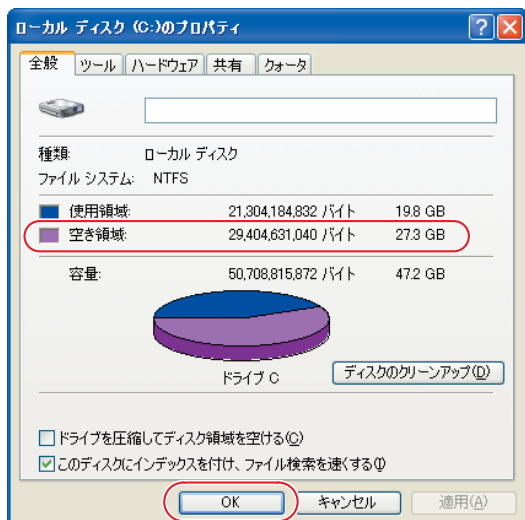 ローカル ディスク (C:)のプロパティ
全般 ツール ハードウェア 共有 クォータ
種類: ローカル ディスク
ファイル システム: NTFS
使用領域: 21,304,184,832 バイト 19.8 GB
空き領域: 29,404,631,040 バイト 27.3 GB
容量: 50,708,815,872 バイト 47.2 GB
ドライブ C
ディスクのクリーンアップ(D)
ドライブを圧縮してディスク領域を空ける(C)
このディスクにインデックスを付け、ファイル検索を速くする(I)
OK キャンセル 適用(A)